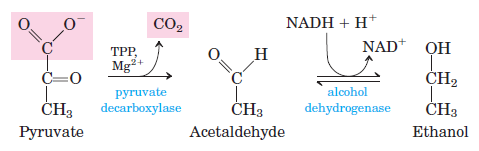 O O⁻
C
C=O
CH₃
Pyruvate
CO₂
TPP,
Mg²⁺
pyruvate
decarboxylase
O H
C
CH₃
Acetaldehyde
NADH + H⁺
NAD⁺
alcohol
dehydrogenase
OH
CH₂
CH₃
Ethanol